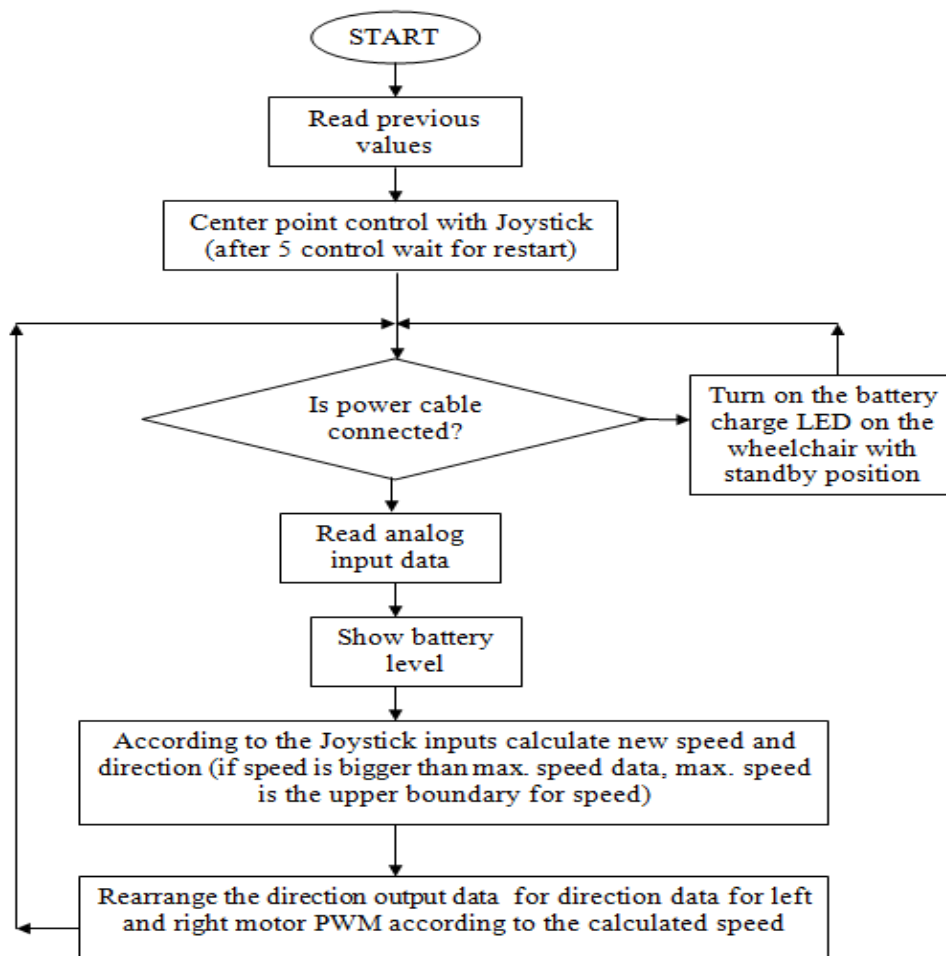 START
Read previous
values
Center point control with Joystick
(after 5 control wait for restart)
Is power cable
connected?
Turn on the battery
charge LED on the
wheelchair with
standby position
Read analog
input data
Show battery
level
According to the Joystick inputs calculate new speed and
direction (if speed is bigger than max. speed data, max. speed
is the upper boundary for speed)
Rearrange the direction output data for direction data for left
and right motor PWM according to the calculated speed